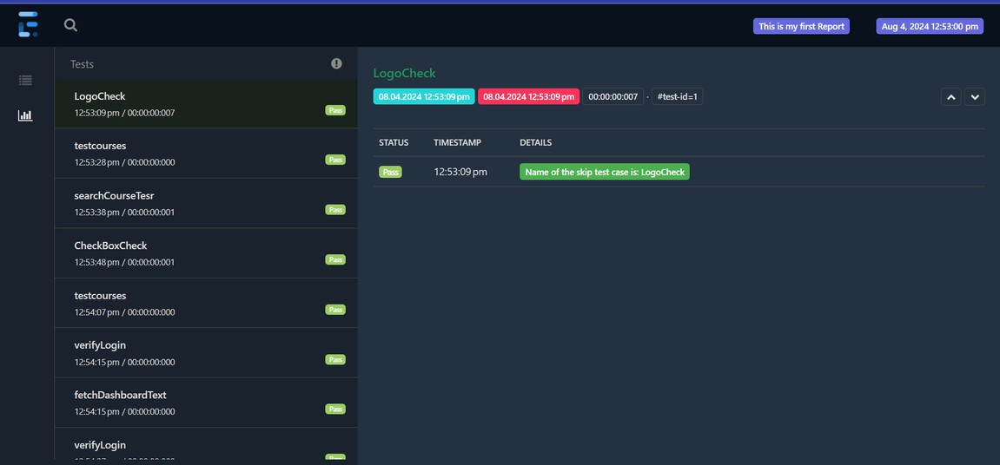 This is my first Report
Aug 4, 2024 12:53:00 pm
Tests
LogoCheck
12:53:09 pm / 00:00:00:007
Pass
testcourses
12:53:28 pm / 00:00:00:000
Pass
searchCourseTesr
12:53:38 pm / 00:00:00:001
Pass
CheckBoxCheck
12:53:48 pm / 00:00:00:001
Pass
testcourses
12:54:07 pm / 00:00:00:000
Pass
verifyLogin
12:54:15 pm / 00:00:00:000
Pass
fetchDashboardText
12:54:15 pm / 00:00:00:000
Pass
verifyLogin
Pass
LogoCheck
08.04.2024 12:53:09 pm 08.04.2024 12:53:09 pm 00:00:00:007 · #test-id=1
STATUS TIMESTAMP DETAILS
Pass 12:53:09 pm Name of the skip test case is: LogoCheck